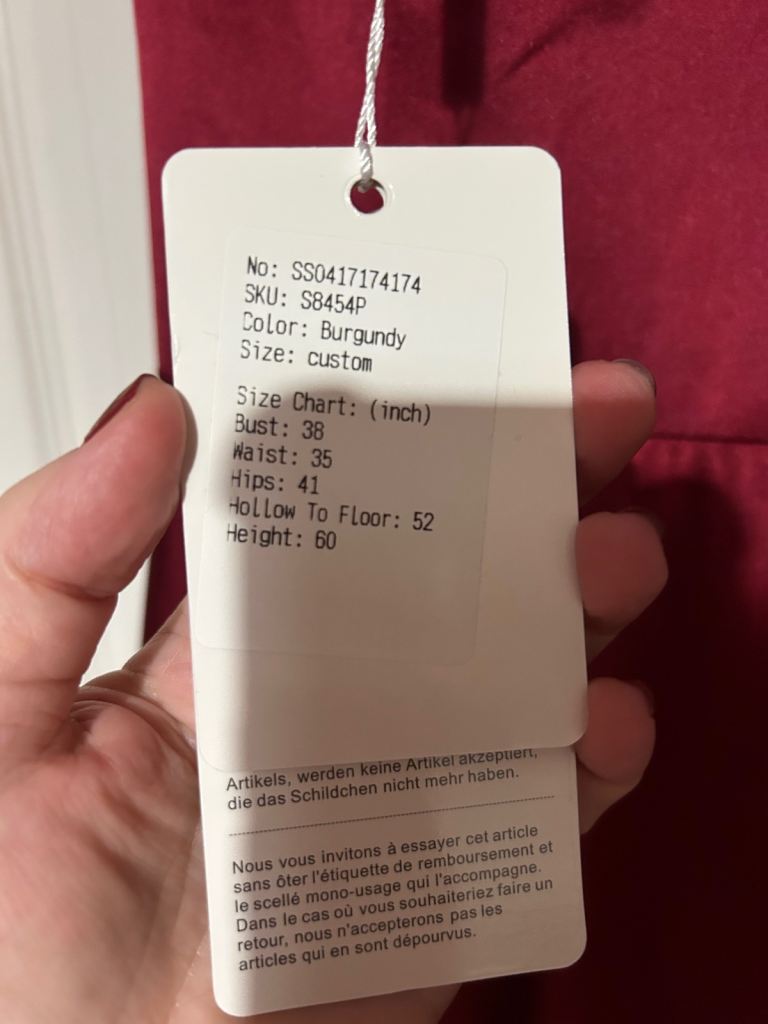 No: SS0417174174
SKU: S8454P
Color: Burgundy
Size: custom
Size Chart: (inch)
Bust: 38
Waist: 35
Hips: 41
Hollow To Floor: 52
Height: 60
Artikels, werden keine Artikel akzeptiert,
die das Schildchen nicht mehr haben.
Nous vous invitons à essayer cet article
sans ôter l'étiquette de remboursement et
le scellé mono-usage qui l'accompagne.
Dans le cas où vous souhaiteriez faire un
retour, nous n'accepterons pas les
articles qui en sont dépourvus.